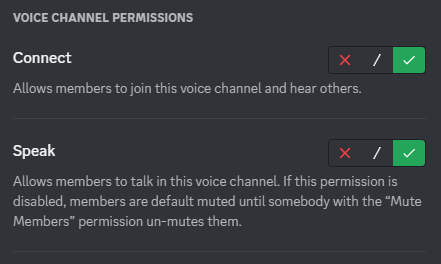 VOICE CHANNEL PERMISSIONS
Connect
/
Allows members to join this voice channel and hear others.
Speak
/
Allows members to talk in this voice channel. If this permission is
disabled, members are default muted until somebody with the “Mute
Members” permission un-mutes them.